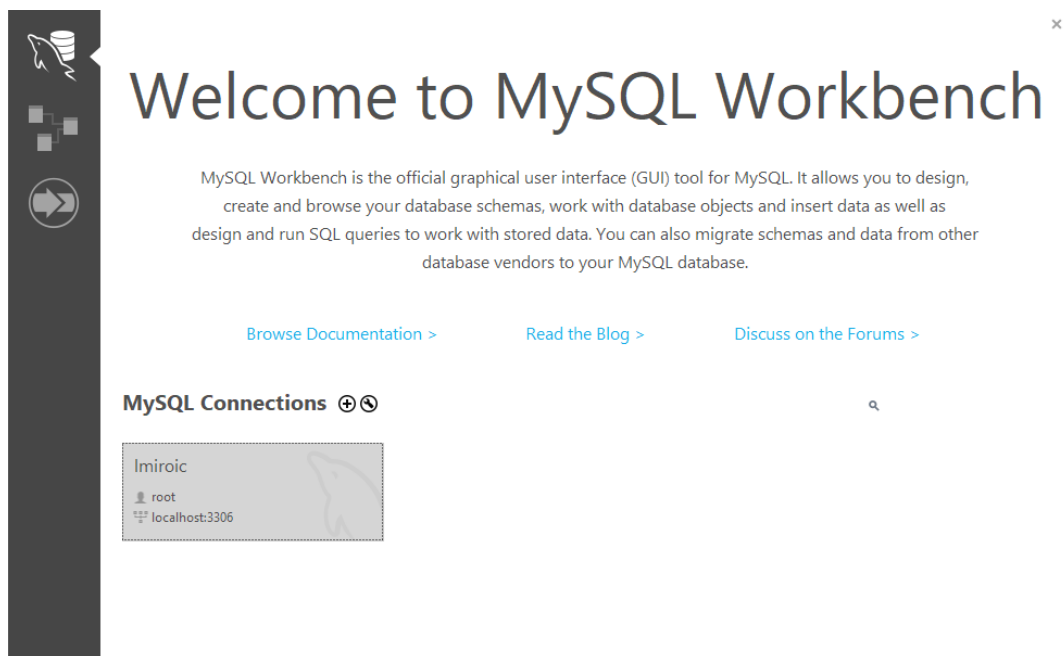 Welcome to MySQL Workbench
MySQL Workbench is the official graphical user interface (GUI) tool for MySQL. It allows you to design,
create and browse your database schemas, work with database objects and insert data as well as
design and run SQL queries to work with stored data. You can also migrate schemas and data from other
database vendors to your MySQL database.
Browse Documentation >
Read the Blog >
Discuss on the Forums >
MySQL Connections
lmiroic
root
localhost:3306